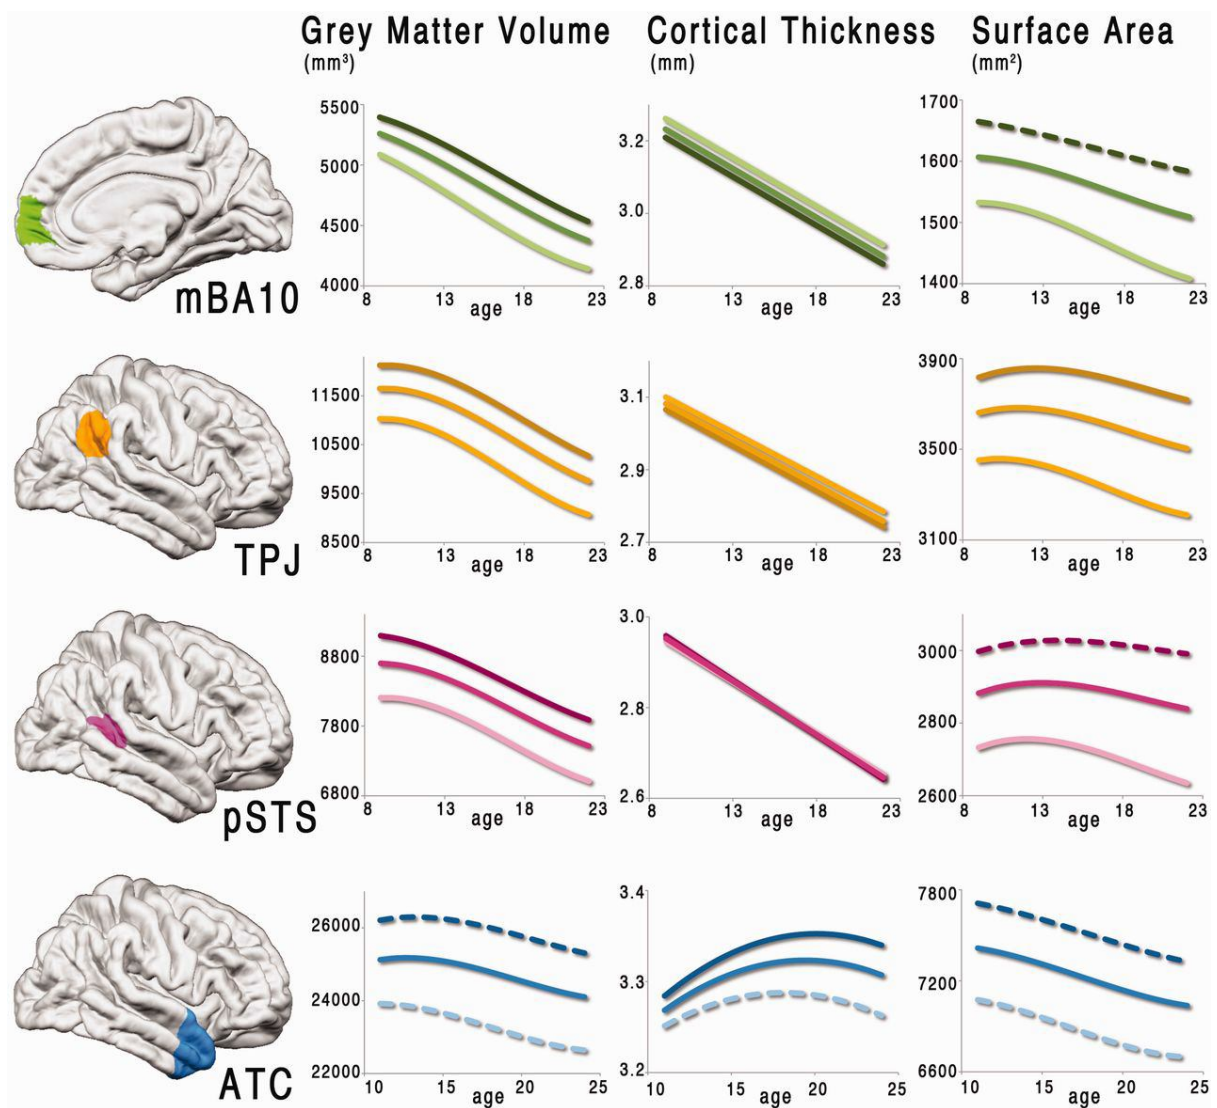 Grey Matter Volume Cortical Thickness Surface Area
(mm³) (mm) (mm²)
mBA10
5500
5000
4500
4000
8 13 18 23
age
3.2
3.0
2.8
8 13 18 23
age
1700
1600
1500
1400
8 13 18 23
age
TPJ
11500
10500
9500
8500
8 13 18 23
age
3.1
2.9
2.7
8 13 18 23
age
3900
3500
3100
8 13 18 23
age
pSTS
8800
7800
6800
8 13 18 23
age
3.0
2.8
2.6
8 13 18 23
age
3000
2800
2600
8 13 18 23
age
ATC
26000
24000
22000
10 15 20 25
age
3.4
3.3
3.2
10 15 20 25
age
7800
7200
6600
10 15 20 25
age